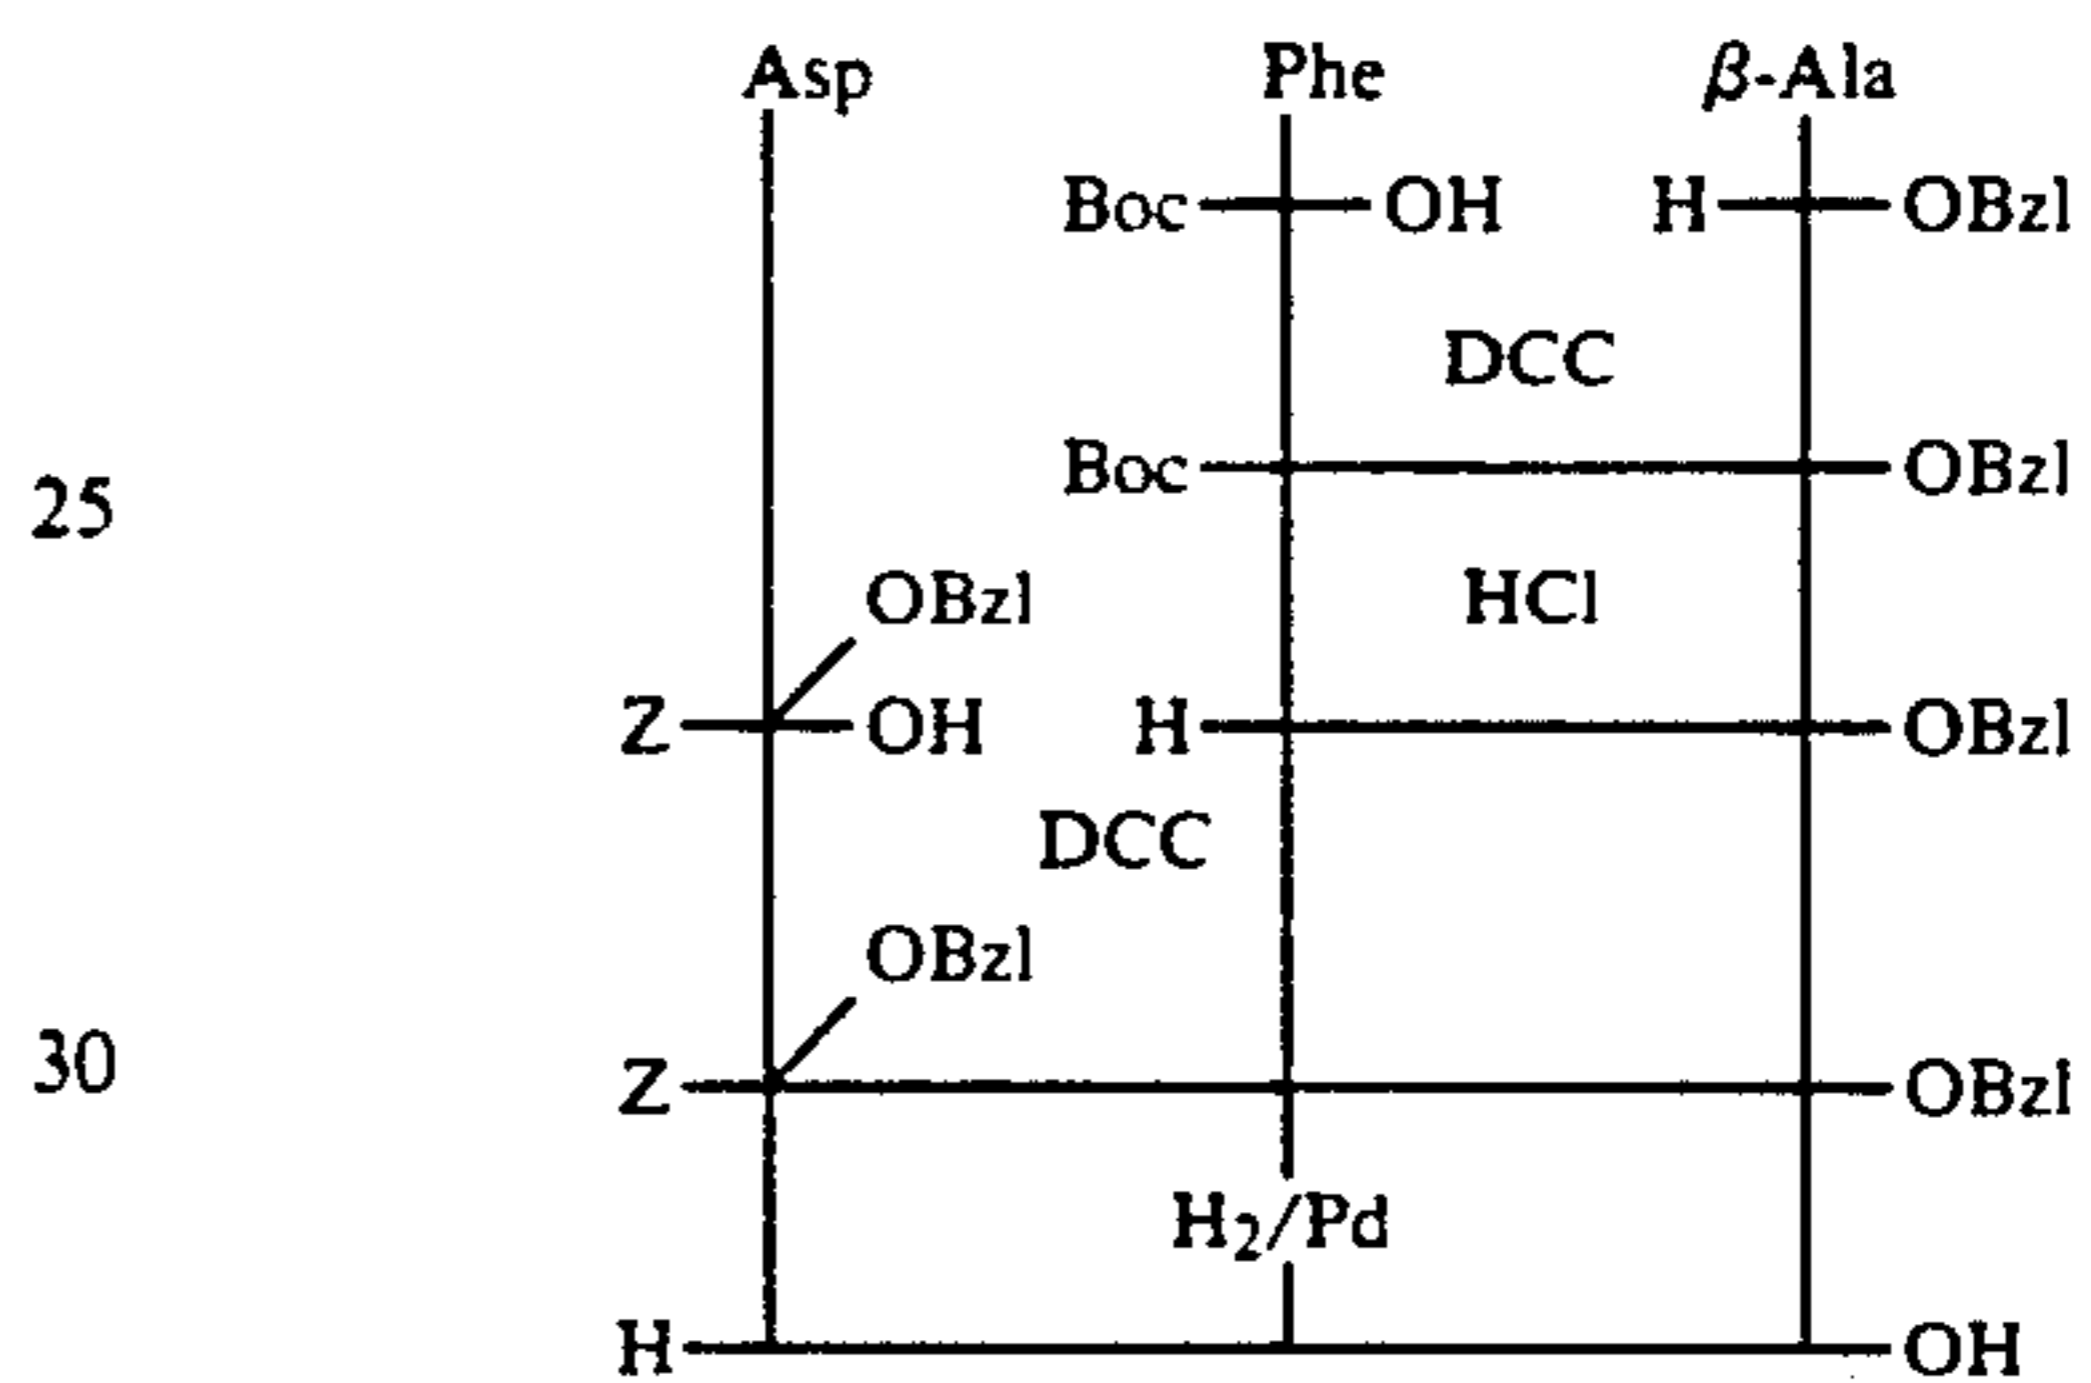 Asp Phe β-Ala
Boc OH H OBzl
DCC
Boc OBzl
25
OBzl HCl
Z OH H OBzl
DCC
OBzl
30
Z OBzl
H₂/Pd
H OH